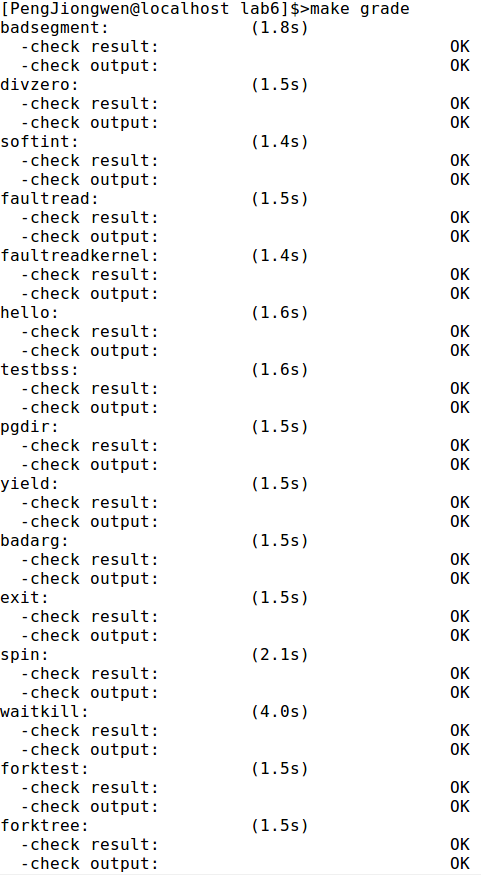 [PengJiongwen@localhost lab6]$>make grade
badsegment:                (1.8s)
  -check result:                             OK
  -check output:                             OK
divzero:                 (1.5s)
  -check result:                             OK
  -check output:                             OK
softint:                 (1.4s)
  -check result:                             OK
  -check output:                             OK
faultread:               (1.5s)
  -check result:                             OK
  -check output:                             OK
faultreadkernel:         (1.4s)
  -check result:                             OK
  -check output:                             OK
hello:                   (1.6s)
  -check result:                             OK
  -check output:                             OK
testbss:                 (1.6s)
  -check result:                             OK
  -check output:                             OK
pgdir:                   (1.5s)
  -check result:                             OK
  -check output:                             OK
yield:                   (1.5s)
  -check result:                             OK
  -check output:                             OK
badarg:                  (1.5s)
  -check result:                             OK
  -check output:                             OK
exit:                    (1.5s)
  -check result:                             OK
  -check output:                             OK
spin:                    (2.1s)
  -check result:                             OK
  -check output:                             OK
waitkill:                (4.0s)
  -check result:                             OK
  -check output:                             OK
forktest:                (1.5s)
  -check result:                             OK
  -check output:                             OK
forktree:                (1.5s)
  -check result:                             OK
  -check output:                             OK